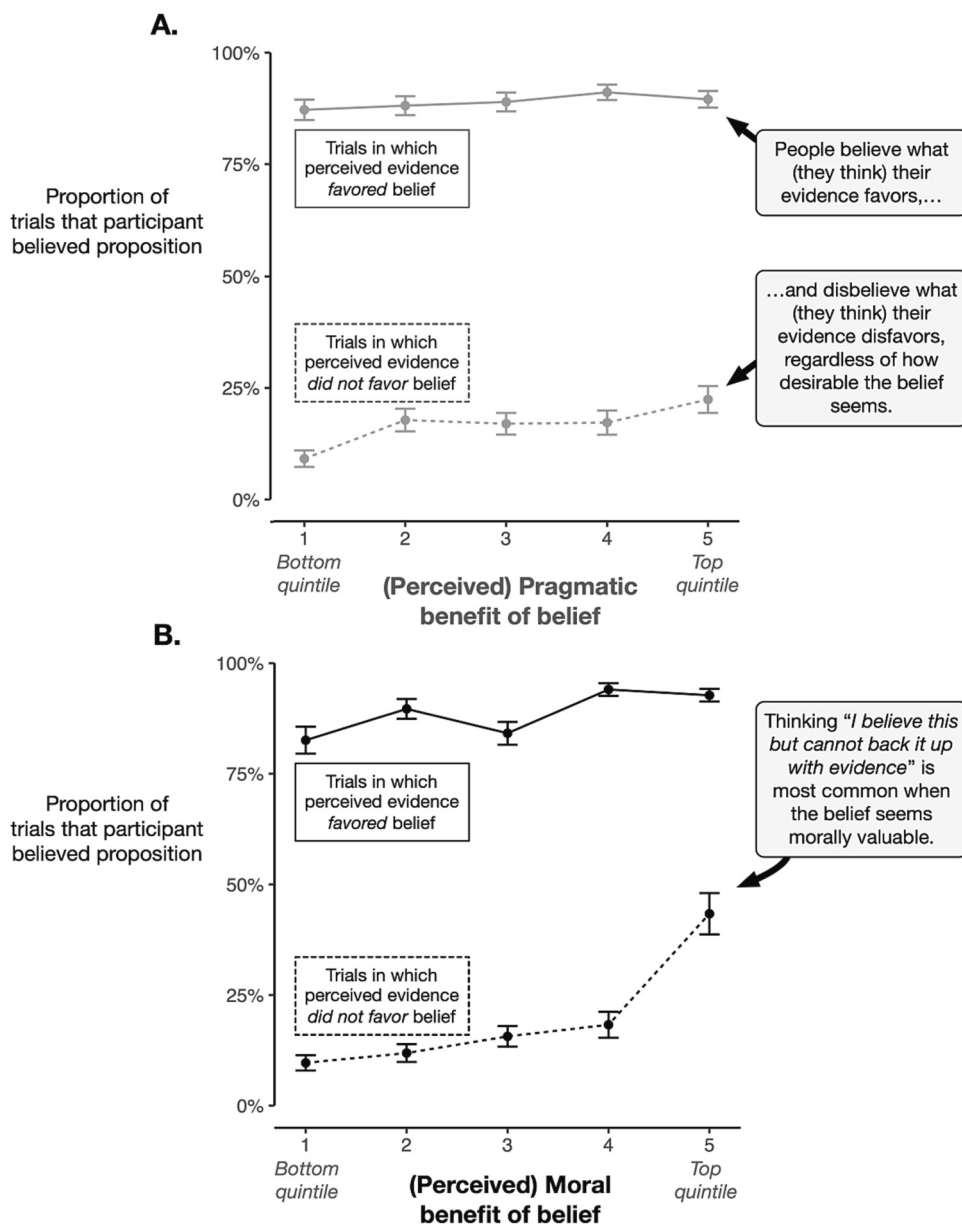 A.
100%
75%
50%
25%
0%
Proportion of
trials that participant
believed proposition
Trials in which
perceived evidence
favored belief
Trials in which
perceived evidence
did not favor belief
People believe what
(they think) their
evidence favors,…
…and disbelieve what
(they think) their
evidence disfavors,
regardless of how
desirable the belief
seems.
1 2 3 4 5
Bottom
quintile
Top
quintile
(Perceived) Pragmatic
benefit of belief
B.
100%
75%
50%
25%
0%
Proportion of
trials that participant
believed proposition
Trials in which
perceived evidence
favored belief
Trials in which
perceived evidence
did not favor belief
Thinking “I believe this
but cannot back it up
with evidence” is
most common when
the belief seems
morally valuable.
1 2 3 4 5
Bottom
quintile
Top
quintile
(Perceived) Moral
benefit of belief